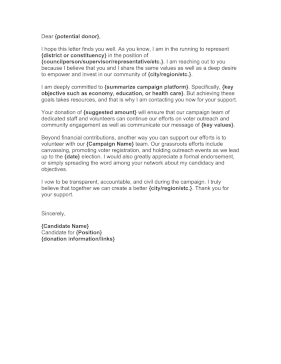 Dear {potential donor},
I hope this letter finds you well. As you know, I am in the running to represent
{district or constituency} in the position of
{councilperson/supervisor/representative/etc.}. I am reaching out to you
because I believe that you and I share the same values as well as a deep desire
to empower and invest in our community of {city/region/etc.}.
I am deeply committed to {summarize campaign platform}. Specifically, {key
objective such as economy, education, or health care}. But achieving these
goals takes resources, and that is why I am contacting you now for your support.
Your donation of {suggested amount} will ensure that our campaign team of
dedicated staff and volunteers can continue our efforts on voter outreach and
community engagement as well as communicate our message of {key values}.
Beyond financial contributions, another way you can support our efforts is to
volunteer with our {Campaign Name} team. Our grassroots efforts include
canvassing, promoting voter registration, and holding outreach events as we lead
up to the {date} election. I would also greatly appreciate a formal endorsement,
or simply spreading the word among your network about my candidacy and
objectives.
I vow to be transparent, accountable, and civil during the campaign. I truly
believe that together we can create a better {city/region/etc.}. Thank you for
your support.
Sincerely,
{Candidate Name}
Candidate for {Position}
{donation information/links}